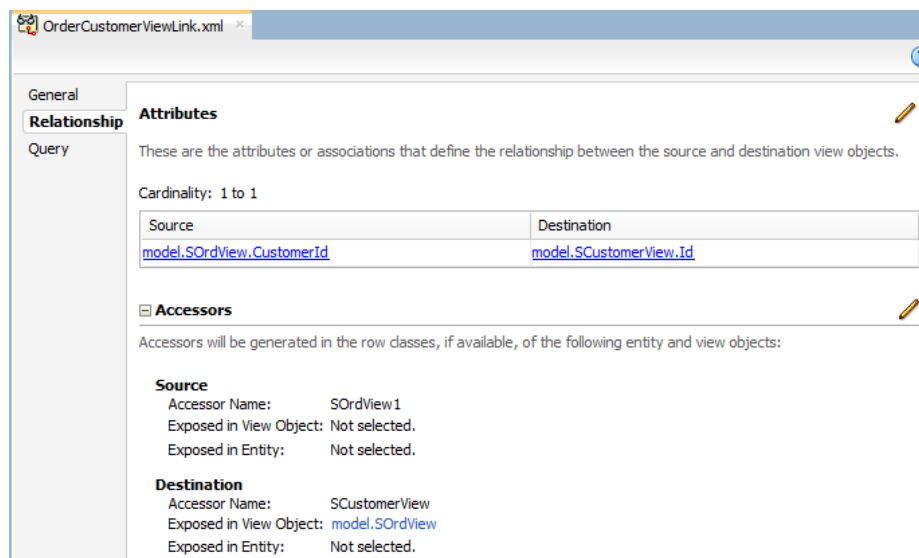 OrderCustomerViewLink.xml
General
Relationship
Query
Attributes
These are the attributes or associations that define the relationship between the source and destination view objects.
Cardinality: 1 to 1
Source Destination
model.SOrdView.CustomerId model.SCustomerView.Id
Accessors
Accessors will be generated in the row classes, if available, of the following entity and view objects:
Source
Accessor Name: SOrdView1
Exposed in View Object: Not selected.
Exposed in Entity: Not selected.
Destination
Accessor Name: SCustomerView
Exposed in View Object: model.SOrdView
Exposed in Entity: Not selected.